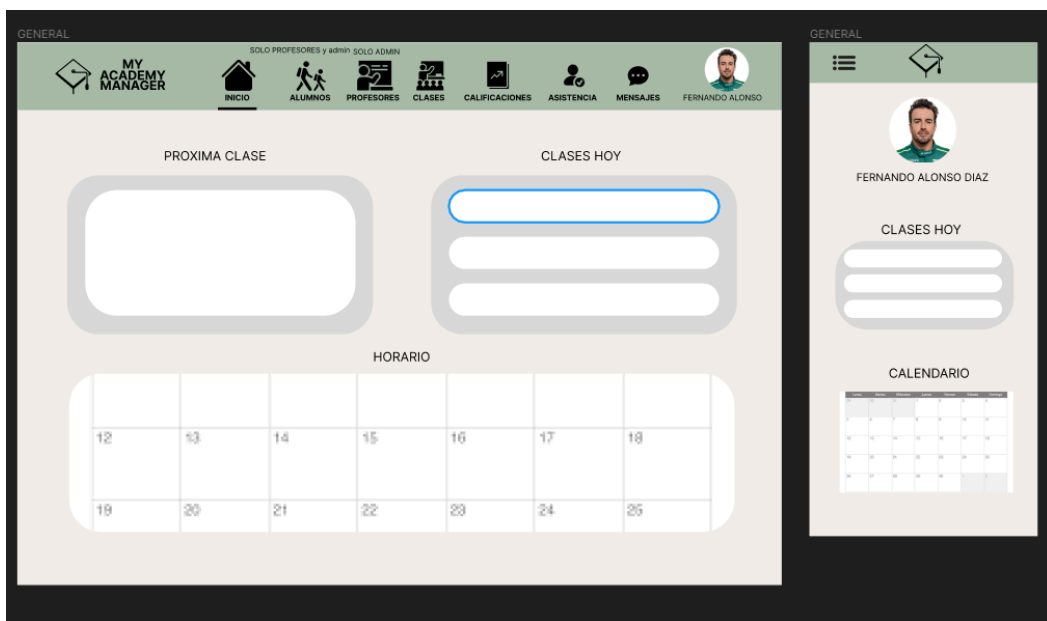 GENERAL
SOLO PROFESORES y admin SOLO ADMIN
MY
ACADEMY
MANAGER
INICIO ALUMNOS PROFESORES CLASES CALIFICACIONES ASISTENCIA MENSAJES FERNANDO ALONSO
PROXIMA CLASE CLASES HOY
HORARIO
12 13 14 15 16 17 18
19 20 21 22 23 24 25
GENERAL
FERNANDO ALONSO DIAZ
CLASES HOY
CALENDARIO